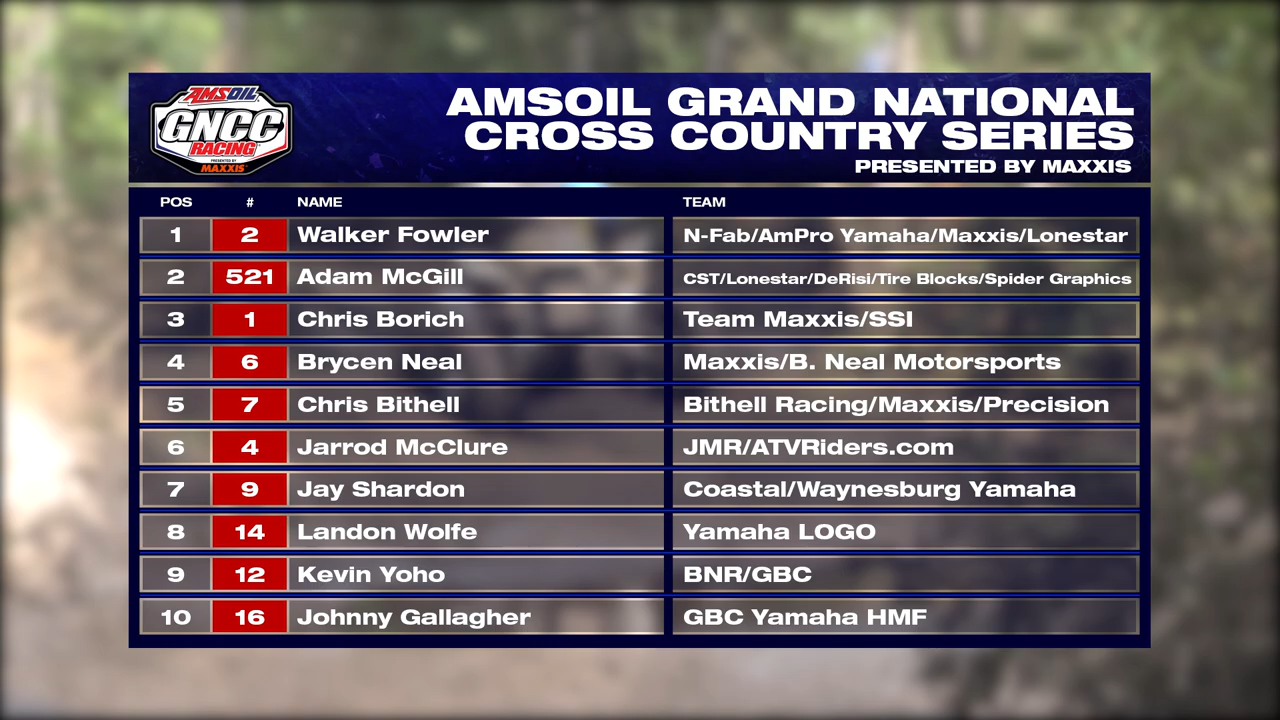 AMSOIL
GNCC
RACING
PRESENTED BY
MAXXIS
AMSOIL GRAND NATIONAL
CROSS COUNTRY SERIES
PRESENTED BY MAXXIS
POS # NAME TEAM
1 2 Walker Fowler N-Fab/AmPro Yamaha/Maxxis/Lonestar
2 521 Adam McGill CST/Lonestar/DeRisi/Tire Blocks/Spider Graphics
3 1 Chris Borich Team Maxxis/SSI
4 6 Brycen Neal Maxxis/B. Neal Motorsports
5 7 Chris Bithell Bithell Racing/Maxxis/Precision
6 4 Jarrod McClure JMR/ATVRiders.com
7 9 Jay Shardon Coastal/Waynesburg Yamaha
8 14 Landon Wolfe Yamaha LOGO
9 12 Kevin Yoho BNR/GBC
10 16 Johnny Gallagher GBC Yamaha HMF